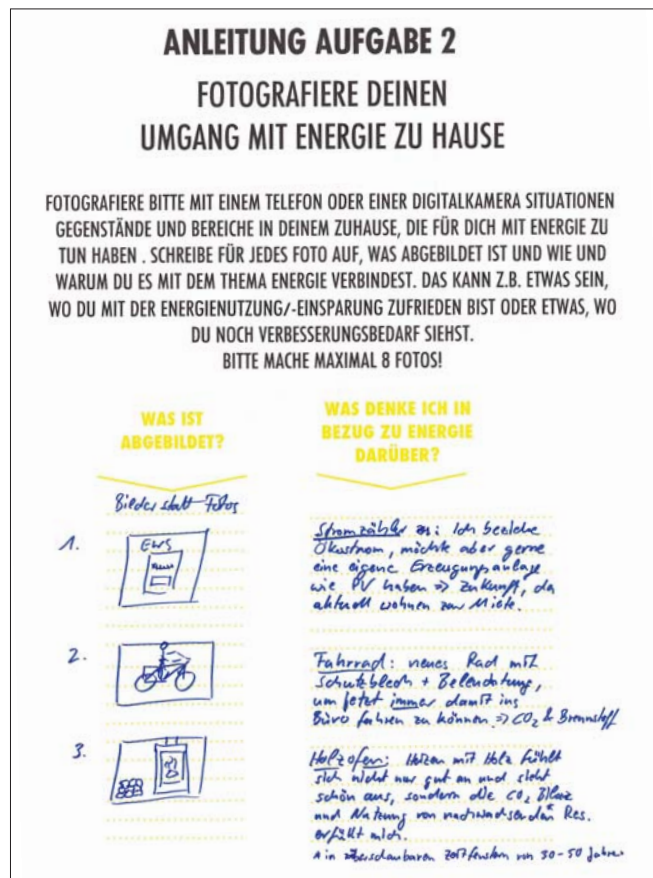 ANLEITUNG AUFGABE 2
FOTOGRAFIERE DEINEN
UMGANG MIT ENERGIE ZU HAUSE
FOTOGRAFIERE BITTE MIT EINEM TELEFON ODER EINER DIGITALKAMERA SITUATIONEN
GEGENSTÄNDE UND BEREICHE IN DEINEM ZUHAUSE, DIE FÜR DICH MIT ENERGIE ZU
TUN HABEN . SCHREIBE FÜR JEDES FOTO AUF, WAS ABGEBILDET IST UND WIE UND
WARUM DU ES MIT DEM THEMA ENERGIE VERBINDEST. DAS KANN Z.B. ETWAS SEIN,
WO DU MIT DER ENERGIENUTZUNG/-EINSPARUNG ZUFRIEDEN BIST ODER ETWAS, WO
DU NOCH VERBESSERUNGSBEDARF SIEHST.
BITTE MACHE MAXIMAL 8 FOTOS!
WAS IST
ABGEBILDET?
WAS DENKE ICH IN
BEZUG ZU ENERGIE
DARÜBER?
Bilder statt Fotos
1.
EWS
Stromzähler : Ich beziehe
Ökostrom, möchte aber gerne
eine eigene Erzeugungsanlage
wie PV haben => Zukunft, da
aktuell wohnen zur Miete.
2.
Fahrrad: neues Rad mit
Schutzblech + Beleuchtung,
um jetzt immer damit ins
Büro fahren zu können => CO2 & Brennstoff
3.
Holzofen: Heizen mit Holz fühlt
sich nicht nur gut an und sieht
schön aus, sondern die CO2 Bilanz
und Nutzung von nachwachsenden* Res.
erfüllt mich.
* in überschaubaren Zeitfenstern von 30-50 Jahren